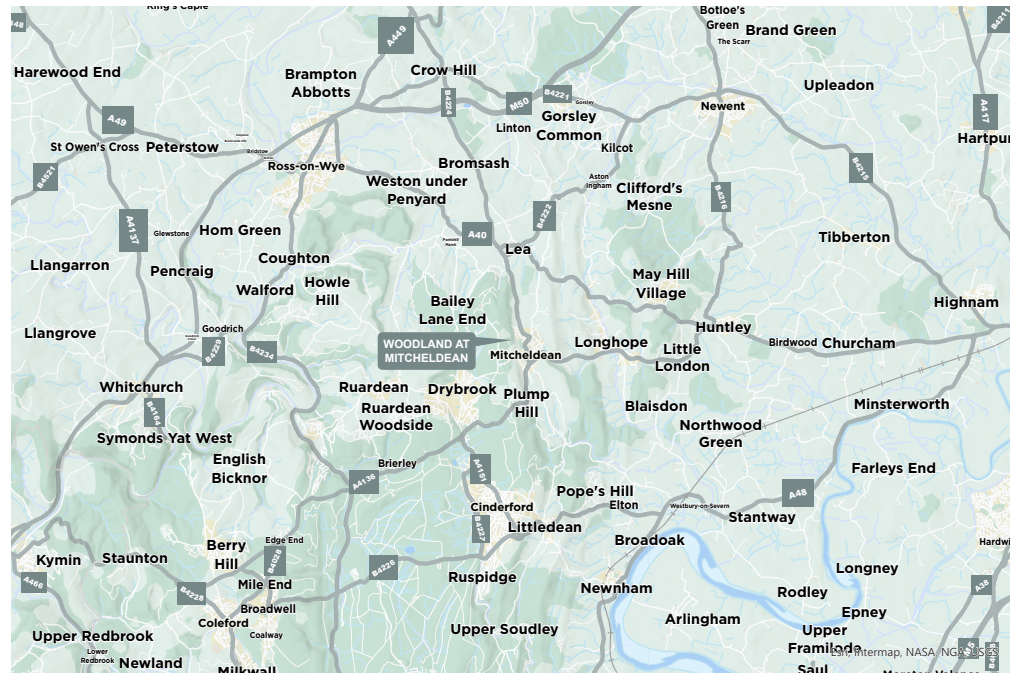 King's Caple
A449
Botloe's
Green
The Scarr
Brand Green
B4211
Harewood End
Brampton
Abbotts
Crow Hill
B4224
M50
B4221
Gorsley
Linton
Gorsley
Common
Newent
Upleadon
A417
A49
St Owen's Cross
Peterstow
Bridstow
Ross-on-Wye
Bromsash
Kilcot
B4215
B4521
Weston under
Penyard
Aston
Ingham
Clifford's
Mesne
B4216
A4137
Glewstone
Hom Green
A40
B4222
Lea
Tibberton
Llangarron
Pencraig
Coughton
Walford
Howle
Hill
May Hill
Village
Bailey
Lane End
Highnam
Llangrove
Goodrich
B4229
B4234
WOODLAND AT
MITCHELDEAN
Mitcheldean
Longhope
Huntley
Little
London
Birdwood
Churcham
Whitchurch
B4164
Ruardean
Drybrook
Plump
Hill
Ruardean
Woodside
Blaisdon
Minsterworth
Northwood
Green
Symonds Yat West
English
Bicknor
Brierley
A4136
A4151
Farleys End
Cinderford
Pope's Hill
Elton
Westbury-on-Severn
A48
Stantway
B4227
Littledean
Broadoak
Kymin
Staunton
Berry
Hill
Edge End
B4028
B4226
A466
B4228
Mile End
Ruspidge
Newnham
Longney
A38
Broadwell
Coleford
Coalway
Rodley
Arlingham
Epney
Upper Redbrook
Lower
Redbrook
Newland
Upper Soudley
Upper
Framilode
Milkwall
Saul
Esri, Intermap, NASA, NGA, USGS